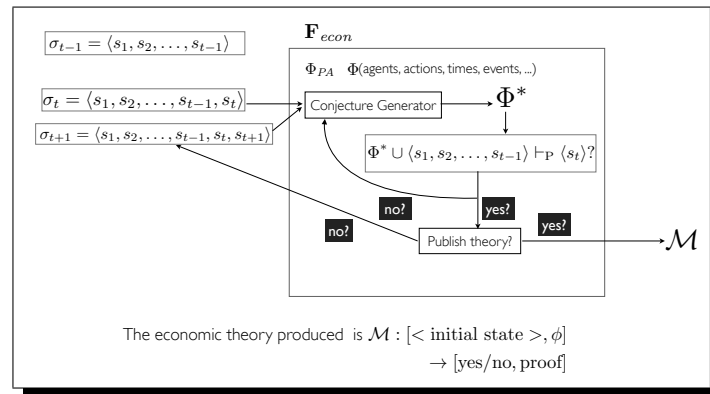 σ_{t−1} = ⟨s_1, s_2, …, s_{t−1}⟩
F_{econ}
Φ_{PA} Φ(agents, actions, times, events, ...)
σ_t = ⟨s_1, s_2, …, s_{t−1}, s_t⟩
Conjecture Generator
Φ*
σ_{t+1} = ⟨s_1, s_2, …, s_{t−1}, s_t, s_{t+1}⟩
Φ* ∪ ⟨s_1, s_2, …, s_{t−1}⟩ ⊢_P ⟨s_t⟩?
no?
yes?
no?
yes?
Publish theory?
ℳ
The economic theory produced is ℳ : [< initial state >, ϕ]
→ [yes/no, proof]